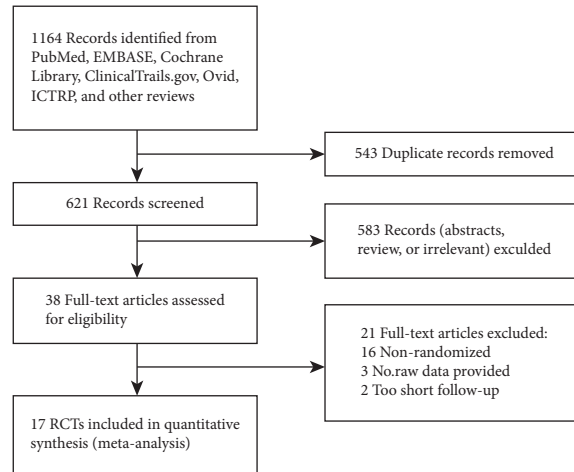 1164 Records identified from
PubMed, EMBASE, Cochrane
Library, ClinicalTrails.gov, Ovid,
ICTRP, and other reviews
543 Duplicate records removed
621 Records screened
583 Records (abstracts,
review, or irrelevant) exculded
38 Full-text articles assessed
for eligibility
21 Full-text articles excluded:
16 Non-randomized
3 No.raw data provided
2 Too short follow-up
17 RCTs included in quantitative
synthesis (meta-analysis)